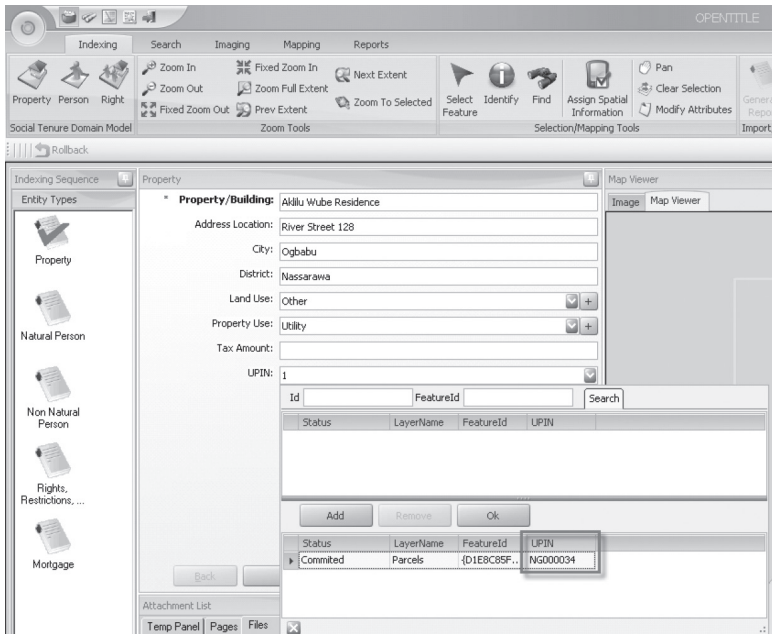 OPENTITLE
Indexing Search Imaging Mapping Reports
Property Person Right
Social Tenure Domain Model
Zoom In Fixed Zoom In Next Extent
Zoom Out Zoom Full Extent Zoom To Selected
Fixed Zoom Out Prev Extent
Zoom Tools
Select Feature
Identify
Find
Assign Spatial Information
Pan
Clear Selection
Modify Attributes
Selection/Mapping Tools
Import,
Rollback
Indexing Sequence
Entity Types
Property
Natural Person
Non Natural
Person
Rights,
Restrictions, ...
Mortgage
Property
* Property/Building: Aklilu Wube Residence
Address Location: River Street 128
City: Ogbabu
District: Nassarawa
Land Use: Other +
Property Use: Utility +
Tax Amount:
UPIN: 1
Id FeatureId Search
Status LayerName FeatureId UPIN
Add Remove Ok
Status LayerName FeatureId UPIN
Commited Parcels {D1E8C85F.. NG000034
Back
Attachment List
Temp Panel Pages Files
Map Viewer
Image Map Viewer